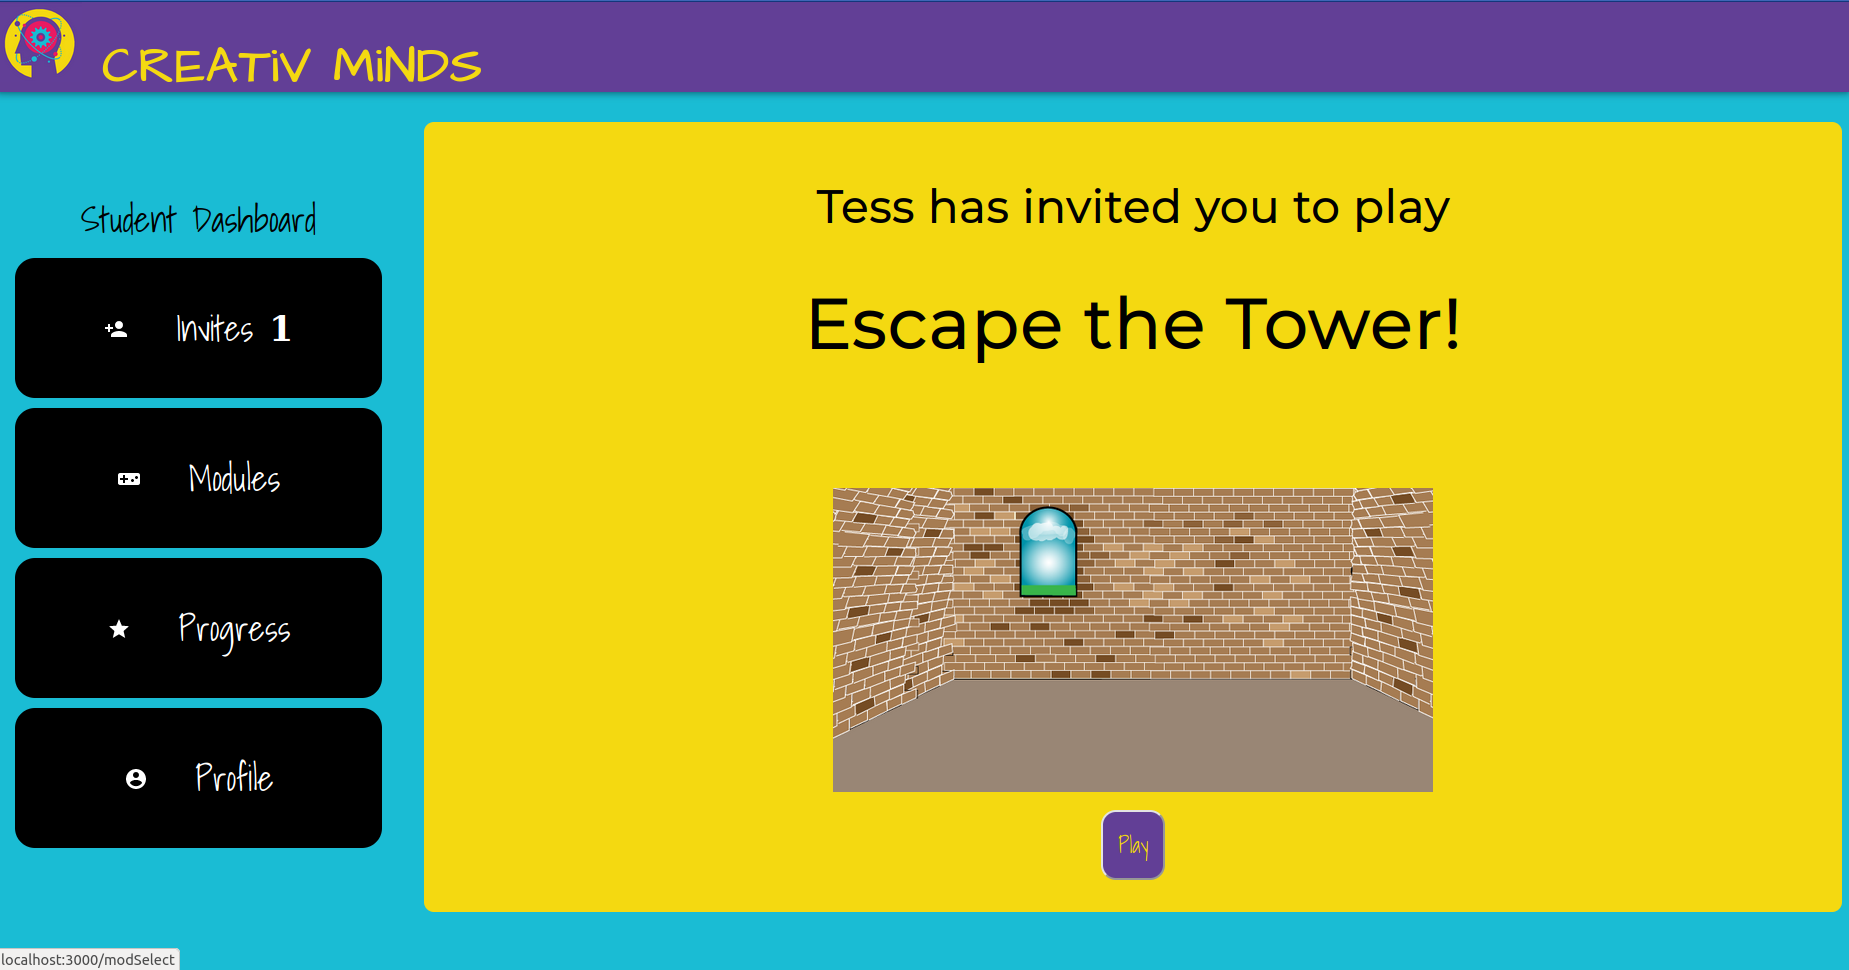 CREATiV MiNDS
Student Dashboard
Invites 1
Modules
Progress
Profile
Tess has invited you to play
Escape the Tower!
Play
localhost:3000/modSelect